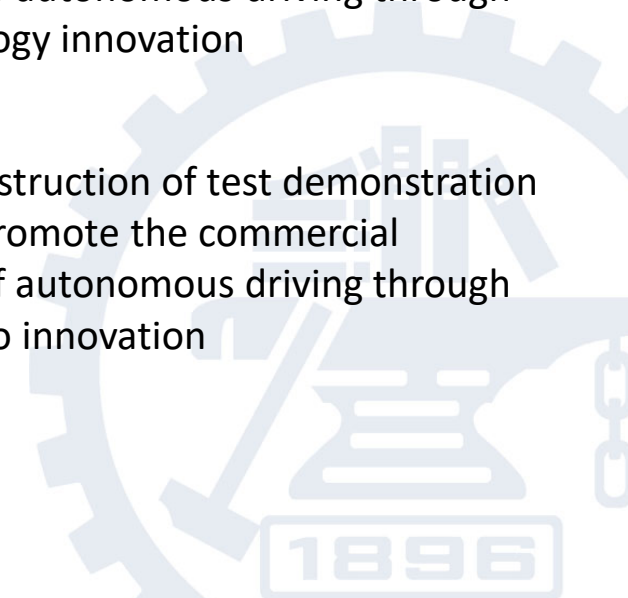 autonomous driving through
ogy innovation
struction of test demonstration
romote the commercial
f autonomous driving through
o innovation
1896